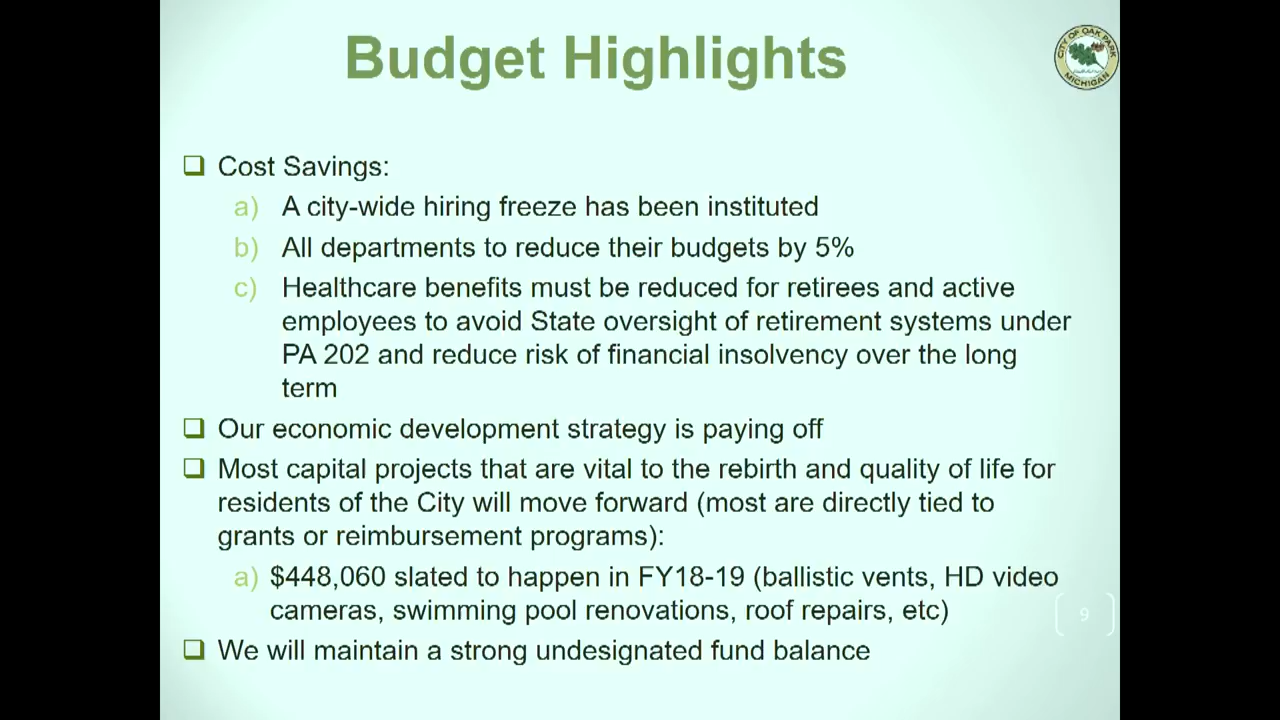 Budget Highlights
CITY OF OAK PARK
MICHIGAN
❑ Cost Savings:
a) A city-wide hiring freeze has been instituted
b) All departments to reduce their budgets by 5%
c) Healthcare benefits must be reduced for retirees and active
employees to avoid State oversight of retirement systems under
PA 202 and reduce risk of financial insolvency over the long
term
❑ Our economic development strategy is paying off
❑ Most capital projects that are vital to the rebirth and quality of life for
residents of the City will move forward (most are directly tied to
grants or reimbursement programs):
a) $448,060 slated to happen in FY18-19 (ballistic vents, HD video
cameras, swimming pool renovations, roof repairs, etc)
9
❑ We will maintain a strong undesignated fund balance